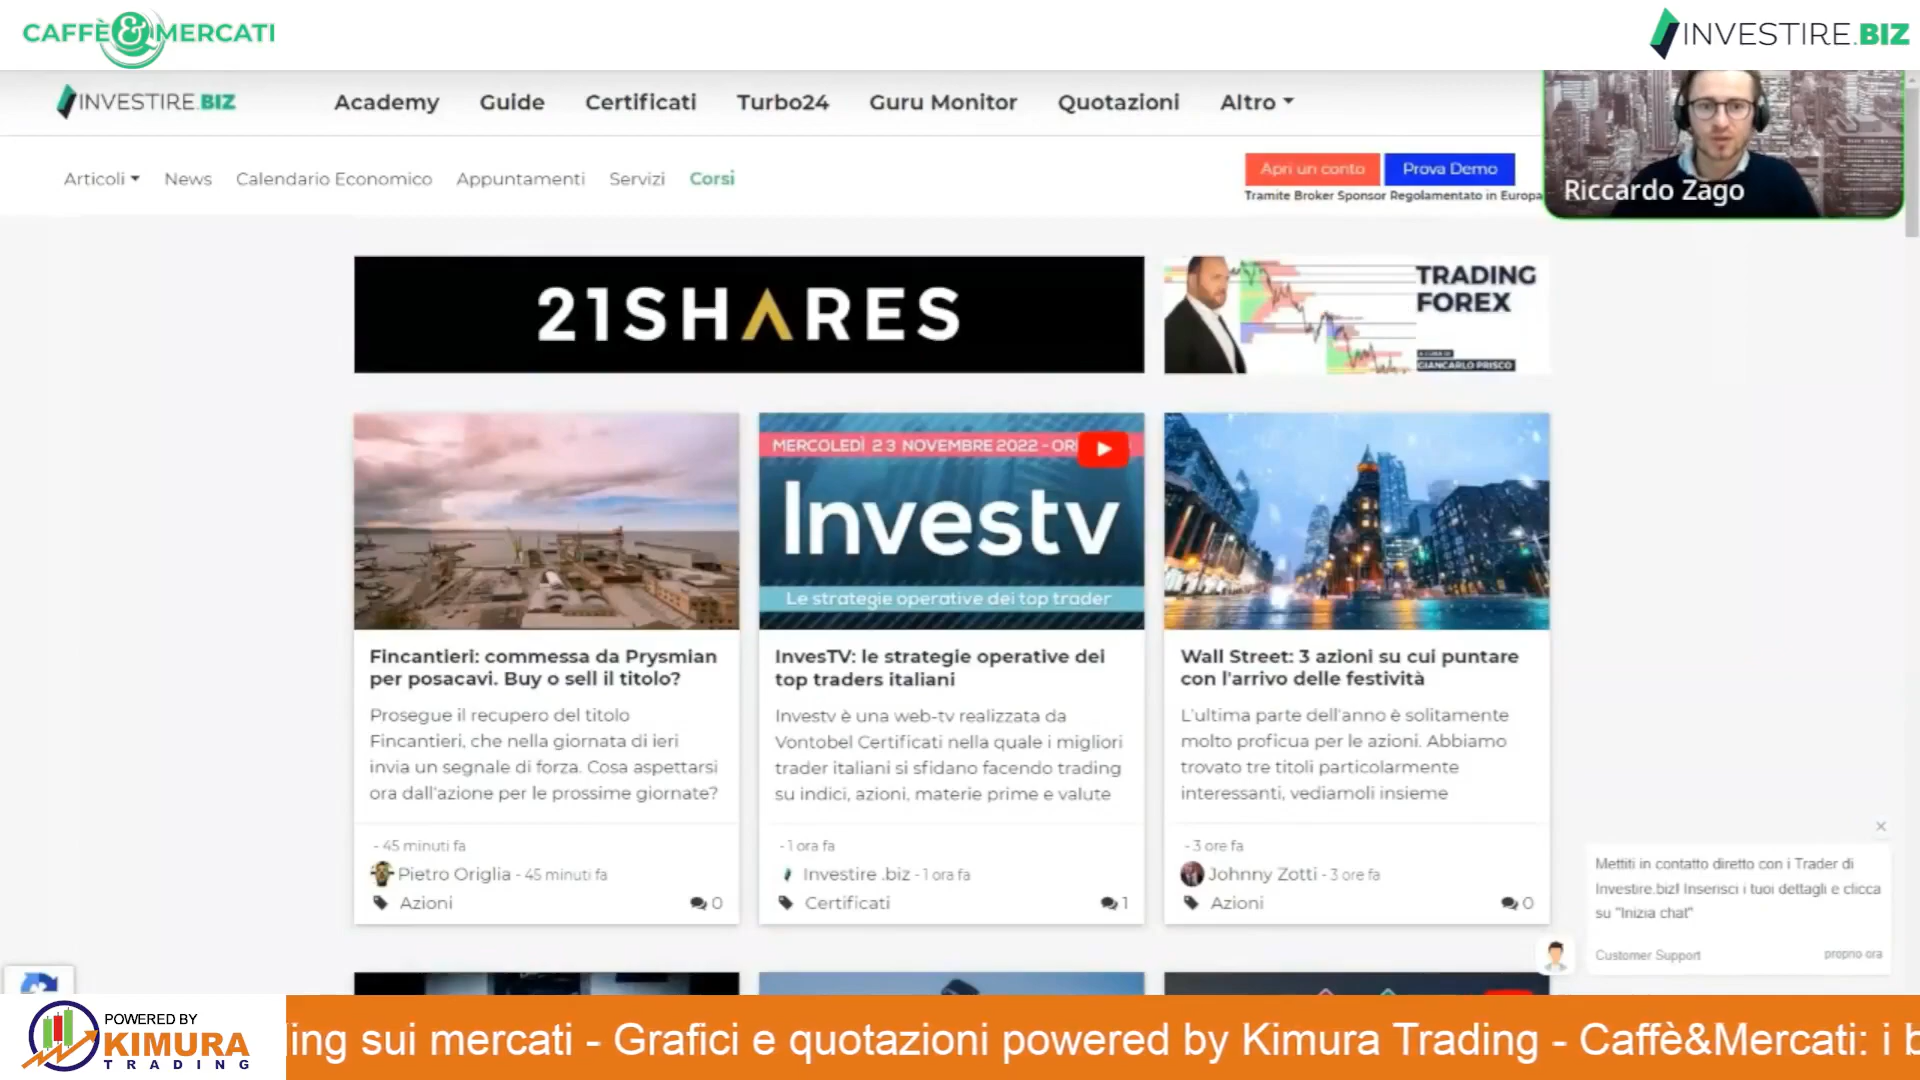 CAFFÈ&MERCATI
INVESTIRE.BIZ
INVESTIRE.BIZ
Academy
Guide
Certificati
Turbo24
Guru Monitor
Quotazioni
Altro
Articoli
News
Calendario Economico
Appuntamenti
Servizi
Corsi
Apri un conto
Prova Demo
Tramite Broker Sponsor Regolamentato in Europa
Riccardo Zago
21SHARES
TRADING
FOREX
A CURA DI
GIANCARLO PRISCO
MERCOLEDÌ 23 NOVEMBRE 2022 - OR
Investv
Le strategie operative dei top trader
Fincantieri: commessa da Prysmian
per posacavi. Buy o sell il titolo?
Prosegue il recupero del titolo
Fincantieri, che nella giornata di ieri
invia un segnale di forza. Cosa aspettarsi
ora dall'azione per le prossime giornate?
- 45 minuti fa
Pietro Origlia - 45 minuti fa
Azioni
0
InvesTV: le strategie operative dei
top traders italiani
Investv è una web-tv realizzata da
Vontobel Certificati nella quale i migliori
trader italiani si sfidano facendo trading
su indici, azioni, materie prime e valute
- 1 ora fa
Investire .biz - 1 ora fa
Certificati
1
Wall Street: 3 azioni su cui puntare
con l'arrivo delle festività
L'ultima parte dell'anno è solitamente
molto proficua per le azioni. Abbiamo
trovato tre titoli particolarmente
interessanti, vediamoli insieme
- 3 ore fa
Johnny Zotti - 3 ore fa
Azioni
0
Mettiti in contatto diretto con i Trader di
Investire.biz! Inserisci i tuoi dettagli e clicca
su "Inizia chat"
Customer Support
proprio ora
POWERED BY
KIMURA
TRADING
ing sui mercati - Grafici e quotazioni powered by Kimura Trading - Caffè&Mercati: i b